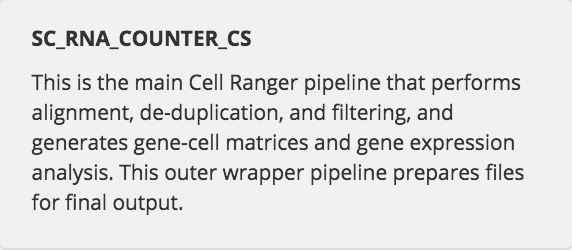 SC_RNA_COUNTER_CS
This is the main Cell Ranger pipeline that performs
alignment, de-duplication, and filtering, and
generates gene-cell matrices and gene expression
analysis. This outer wrapper pipeline prepares files
for final output.